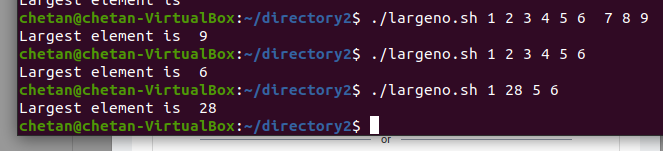 Largest element is
chetan@chetan-VirtualBox:~/directory2$ ./largeno.sh 1 2 3 4 5 6  7 8 9
Largest element is  9
chetan@chetan-VirtualBox:~/directory2$ ./largeno.sh 1 2 3 4 5 6
Largest element is  6
chetan@chetan-VirtualBox:~/directory2$ ./largeno.sh 1 28 5 6
Largest element is  28
chetan@chetan-VirtualBox:~/directory2$
or